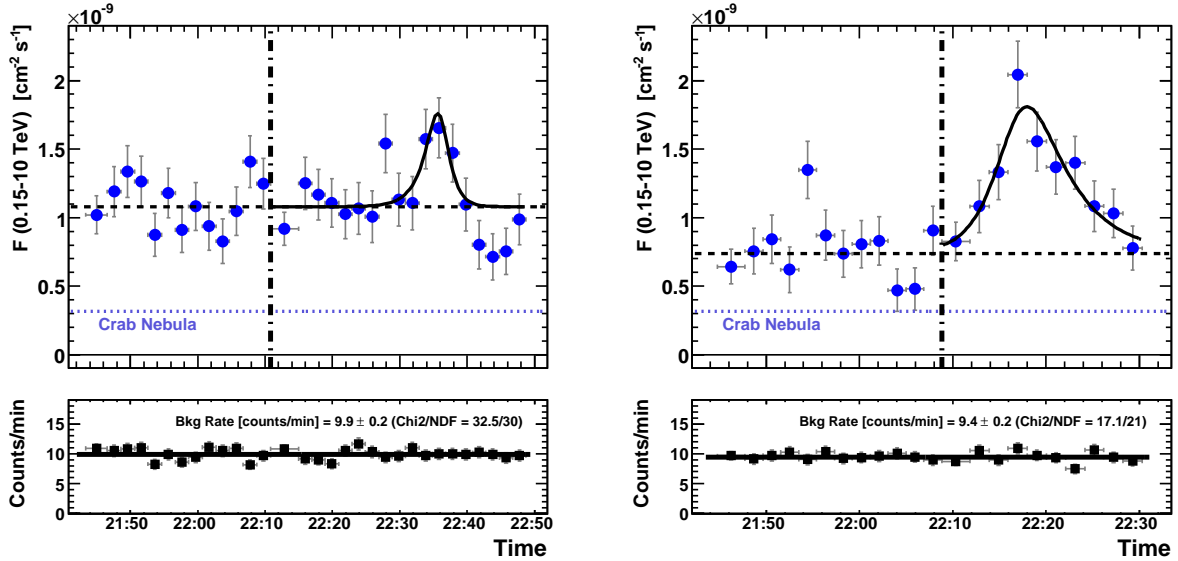 ×10⁻⁹
F (0.15-10 TeV) [cm⁻² s⁻¹]
2
1.5
1
0.5
0
Crab Nebula
Counts/min
15
10
5
0
Bkg Rate [counts/min] = 9.9 ± 0.2 (Chi2/NDF = 32.5/30)
21:50 22:00 22:10 22:20 22:30 22:40 22:50
Time
×10⁻⁹
F (0.15-10 TeV) [cm⁻² s⁻¹]
2
1.5
1
0.5
0
Crab Nebula
Counts/min
15
10
5
0
Bkg Rate [counts/min] = 9.4 ± 0.2 (Chi2/NDF = 17.1/21)
21:50 22:00 22:10 22:20 22:30
Time